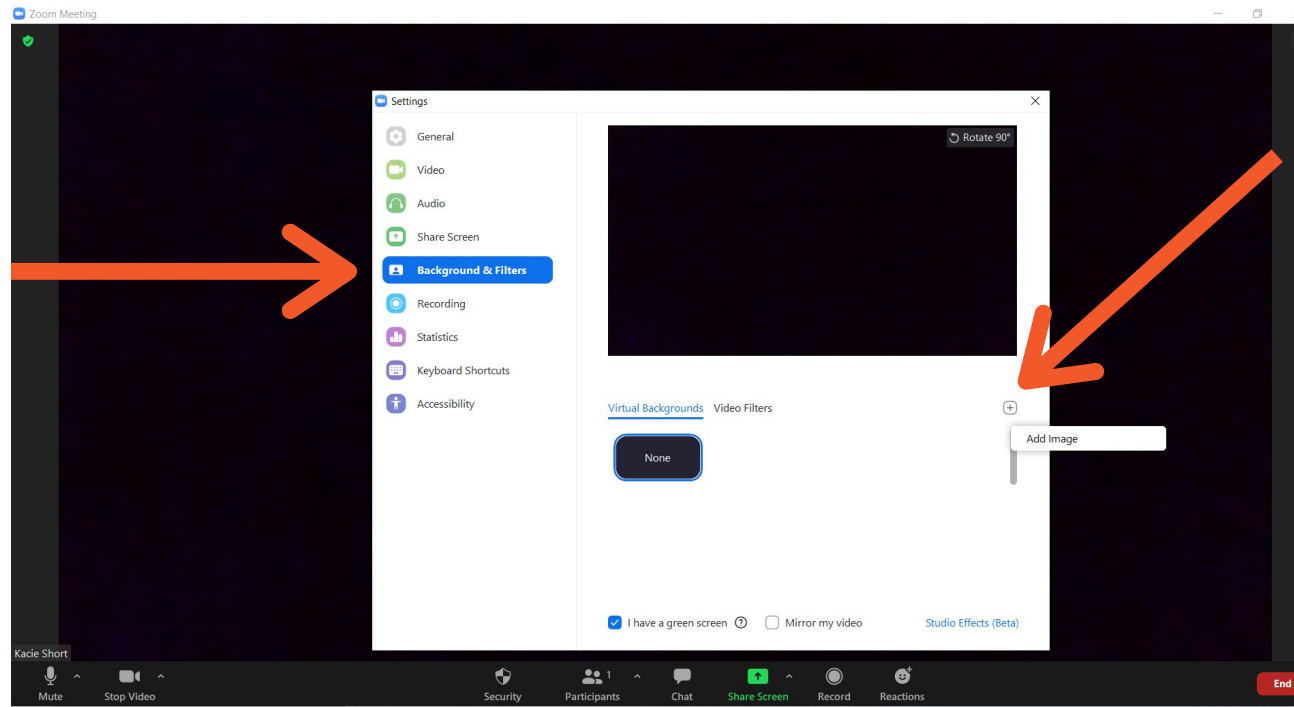 Zoom Meeting
Settings
General
Video
Audio
Share Screen
Background & Filters
Recording
Statistics
Keyboard Shortcuts
Accessibility
Rotate 90°
Virtual Backgrounds Video Filters
Add Image
None
I have a green screen ? Mirror my video Studio Effects (Beta)
Kacie Short
1
Mute Stop Video Security Participants Chat Share Screen Record Reactions
End